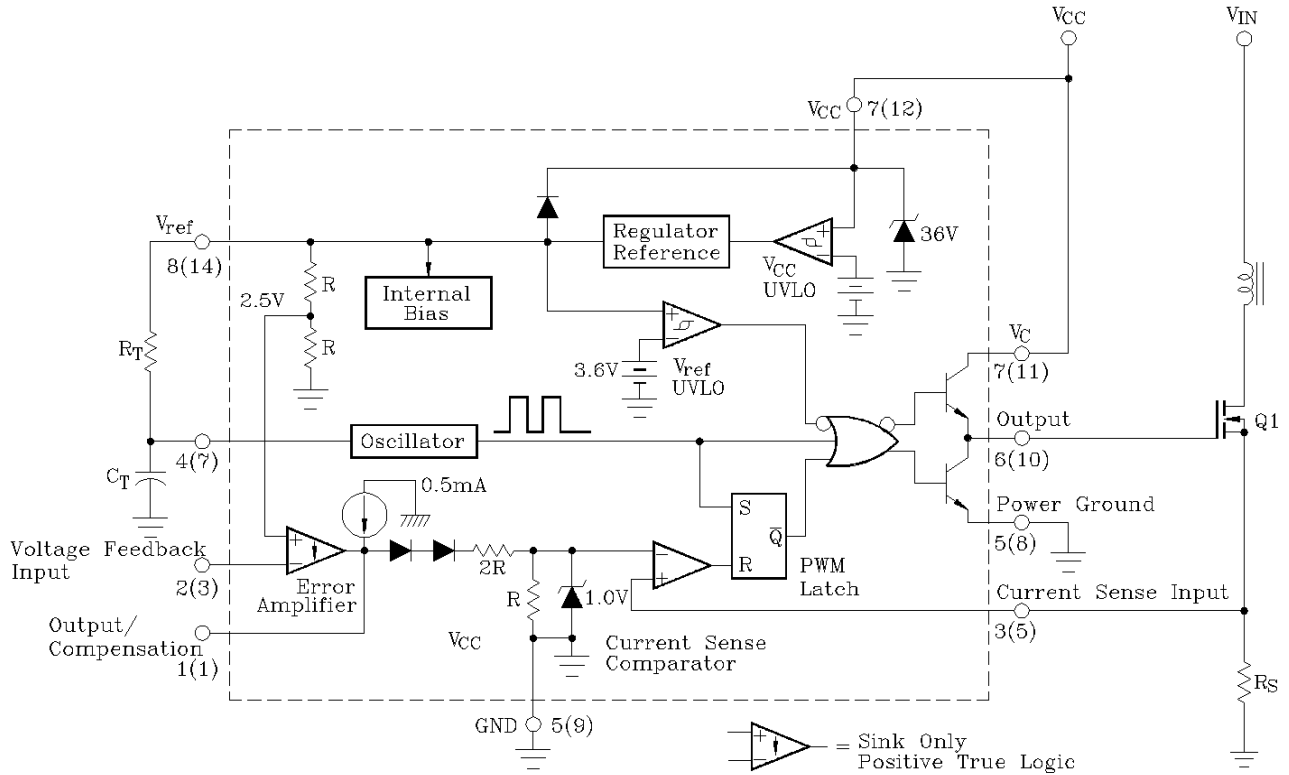 VCC
VIN
VCC 7(12)
Vref
8(14)
Regulator
Reference
36V
VCC
UVLO
R
Internal
Bias
2.5V
R
RT
3.6V
Vref
UVLO
VC
7(11)
Output
6(10)
Q1
Oscillator
4(7)
CT
0.5mA
Power Ground
5(8)
S
Q
R
PWM
Latch
Voltage Feedback
Input
2(3)
Error
Amplifier
2R
R
1.0V
Current Sense Input
3(5)
Output/
Compensation
1(1)
VCC
Current Sense
Comparator
RS
GND 5(9)
= Sink Only
Positive True Logic